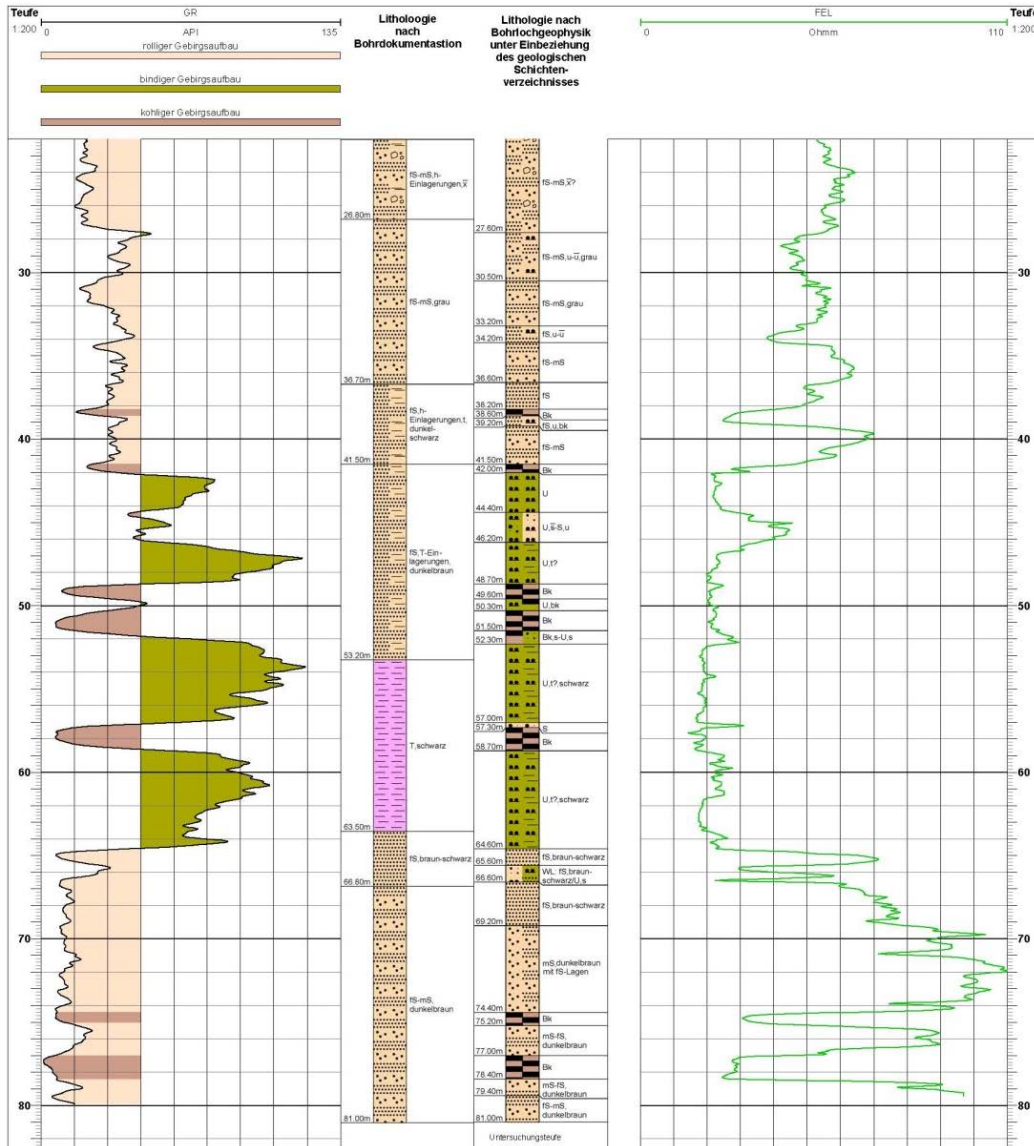 Teufe
1:200
GR
0 API 135
rolliger Gebirgsaufbau
bindiger Gebirgsaufbau
kohliger Gebirgsaufbau
Litholoogie
nach
Bohrdokumentastion
Lithologie nach
Bohrlochgeophysik
unter Einbeziehung
des geologischen
Schichten-
verzeichnisses
FEL
0 Ohmm 110
Teufe
1:200
30
40
50
60
70
80
fS-mS,h-
Einlagerungen,x̅
26.80m
fS-mS,grau
36.70m
fS,h-
Einlagerungen,t,
dunkel-
schwarz
41.50m
fS,T-Ein-
lagerungen,
dunkelbraun
53.20m
T,schwarz
63.50m
fS,braun-schwarz
66.80m
fS-mS,
dunkelbraun
81.00m
fS-mS,x̅?
27.60m
fS-mS,u-u̅,grau
30.50m
fS-mS,grau
33.20m
fS,u-u̅
34.20m
fS-mS
36.60m
fS
38.20m
Bk
38.60m
fS,u,bk
39.20m
fS-mS
41.50m
Bk
42.00m
U
44.40m
U,s̅-S,u
46.20m
U,t?
48.70m
Bk
49.60m
U,bk
50.30m
Bk
51.50m
Bk,s-U,s
52.30m
U,t?,schwarz
57.00m
S
57.30m
Bk
58.70m
U,t?,schwarz
64.60m
fS,braun-schwarz
65.60m
WL: fS,braun-
schwarz/U,s
66.60m
fS,braun-schwarz
69.20m
mS,dunkelbraun
mit fS-Lagen
74.40m
Bk
75.20m
mS-fS,
dunkelbraun
77.00m
Bk
78.40m
mS-fS,
dunkelbraun
79.40m
fS-mS,
dunkelbraun
81.00m
Untersuchungsteufe
30
40
50
60
70
80